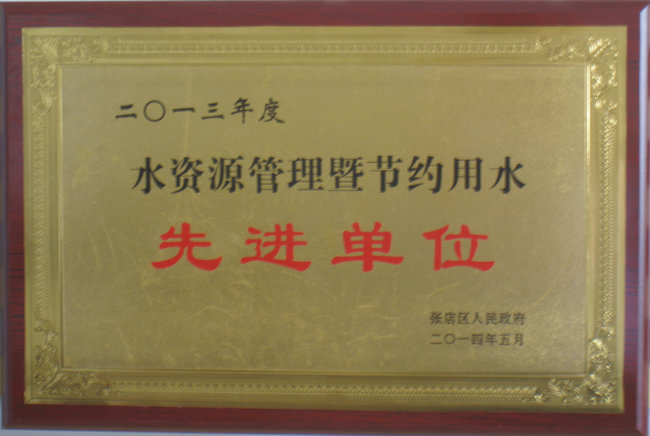 二〇一三年度
水资源管理暨节约用水
先进单位
张店区人民政府
二〇一四年五月